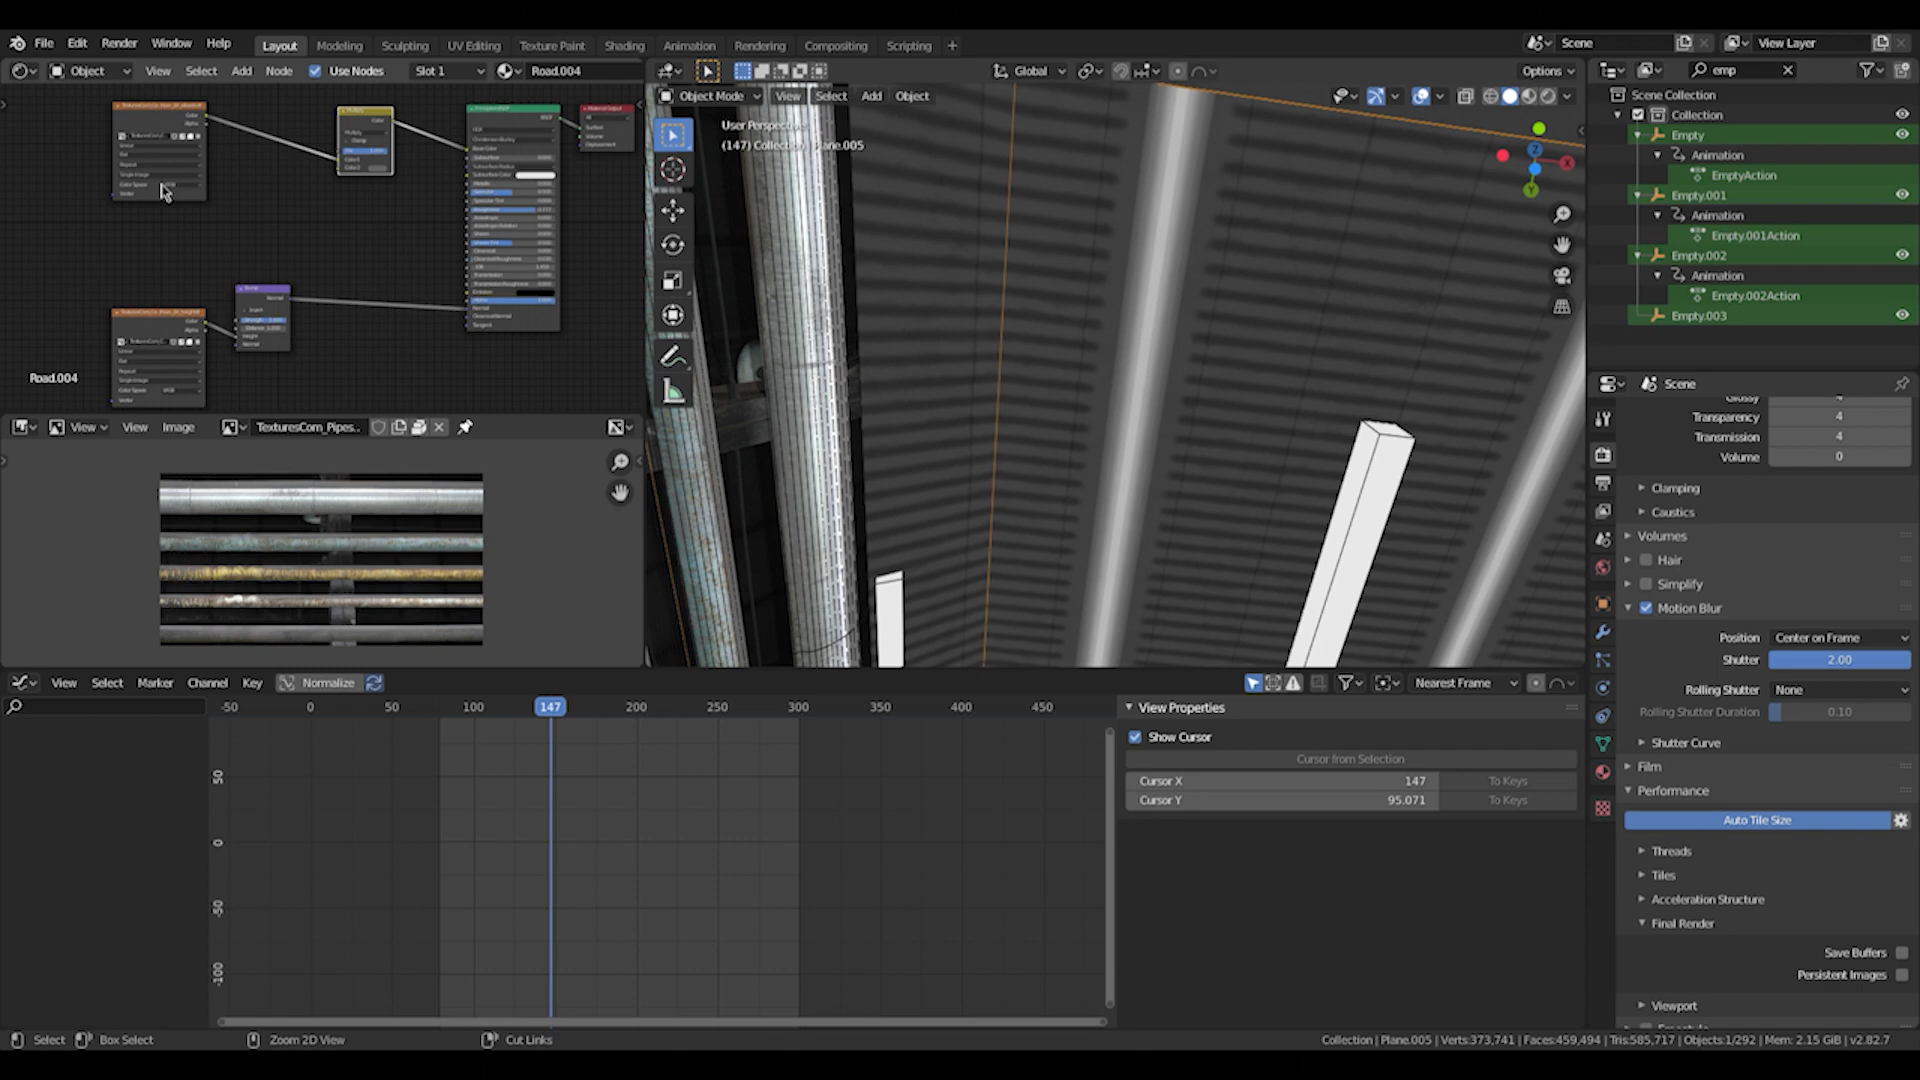 File Edit Render Window Help Layout Modeling Sculpting UV Editing Texture Paint Shading Animation Rendering Compositing Scripting + Scene View Layer
Object View Select Add Node Use Nodes Slot 1 Road.004 Global Options emp
Object Mode View Select Add Object
User Perspective
(147) Collection | Plane.005
Road.004
View View Image TexturesCom_Pipes..
Scene Collection
Collection
Empty
Animation
EmptyAction
Empty.001
Animation
Empty.001Action
Empty.002
Animation
Empty.002Action
Empty.003
Scene
Glossy 4
Transparency 4
Transmission 4
Volume 0
Clamping
Caustics
Volumes
Hair
Simplify
Motion Blur
Position Center on Frame
Shutter 2.00
Rolling Shutter None
Rolling Shutter Duration 0.10
Shutter Curve
Film
Performance
Auto Tile Size
Threads
Tiles
Acceleration Structure
Final Render
Save Buffers
Persistent Images
Viewport
View Select Marker Channel Key Normalize Nearest Frame
-50 0 50 100 147 200 250 300 350 400 450
50
0
-50
-100
View Properties
Show Cursor
Cursor from Selection
Cursor X 147 To Keys
Cursor Y 95.071 To Keys
Select Box Select Zoom 2D View Cut Links Collection | Plane.005 | Verts:373,741 | Faces:459,494 | Tris:585,717 | Objects:1/292 | Mem: 2.15 GiB | v2.82.7